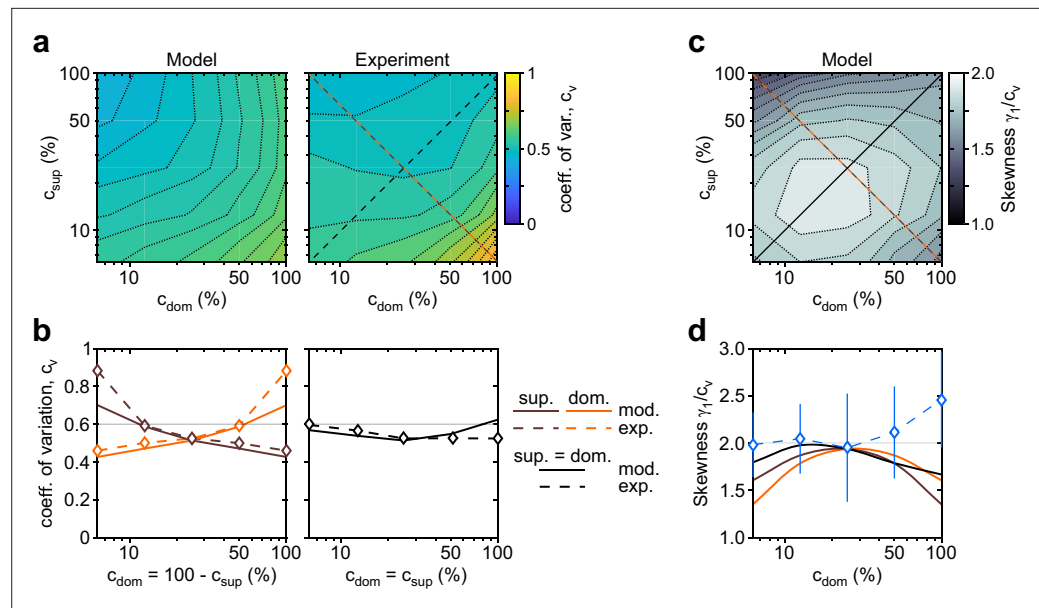 a
Model
Experiment
100
50
10
c_sup (%)
10
50
100
10
50
100
c_dom (%)
c_dom (%)
1
0.5
0
coeff. of var., c_v
c
Model
100
50
10
c_sup (%)
10
50
100
c_dom (%)
2.0
1.5
1.0
Skewness γ₁/c_v
b
1
0.8
0.6
0.4
0.2
0
coeff. of variation, c_v
10
50
100
10
50
100
c_dom = 100 - c_sup (%)
c_dom = c_sup (%)
sup. dom.
mod.
exp.
sup. = dom.
mod.
exp.
d
3.0
2.5
2.0
1.5
1.0
Skewness γ₁/c_v
10
50
100
c_dom (%)